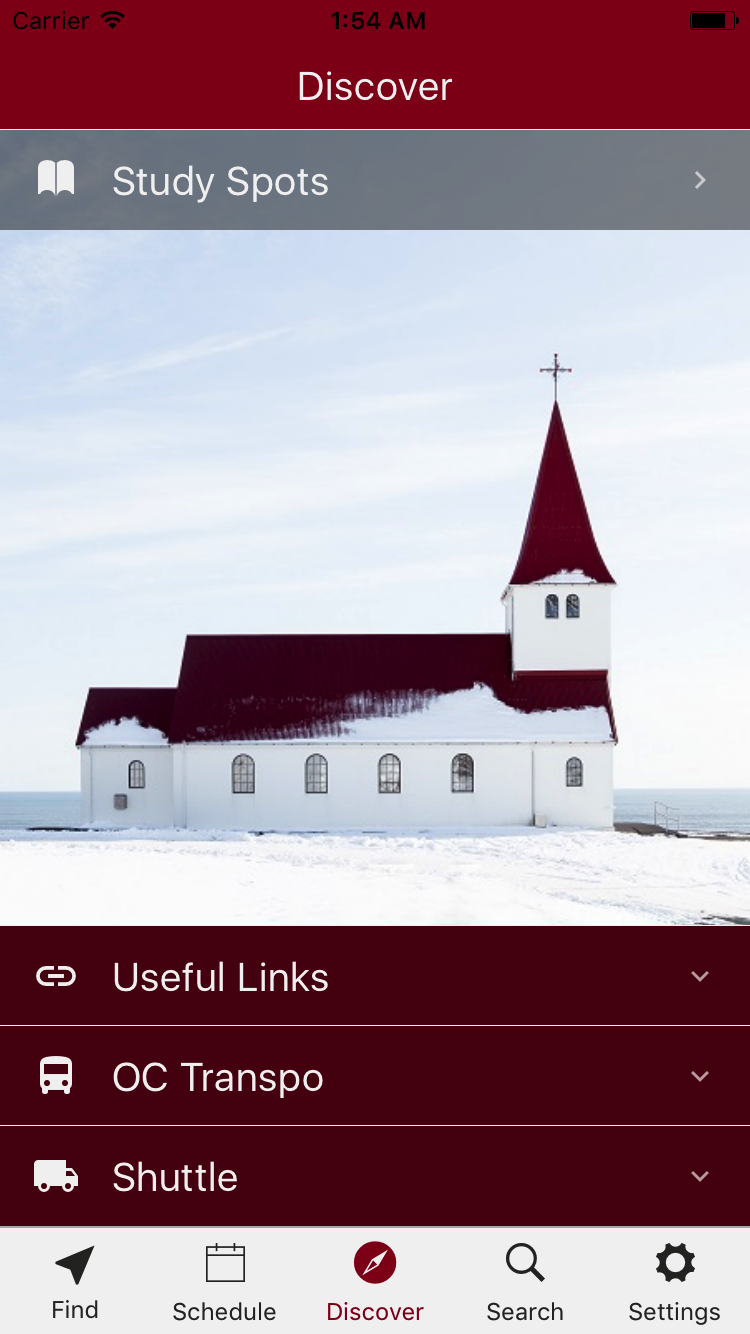 Carrier 1:54 AM
Discover
Study Spots
Useful Links
OC Transpo
Shuttle
Find Schedule Discover Search Settings